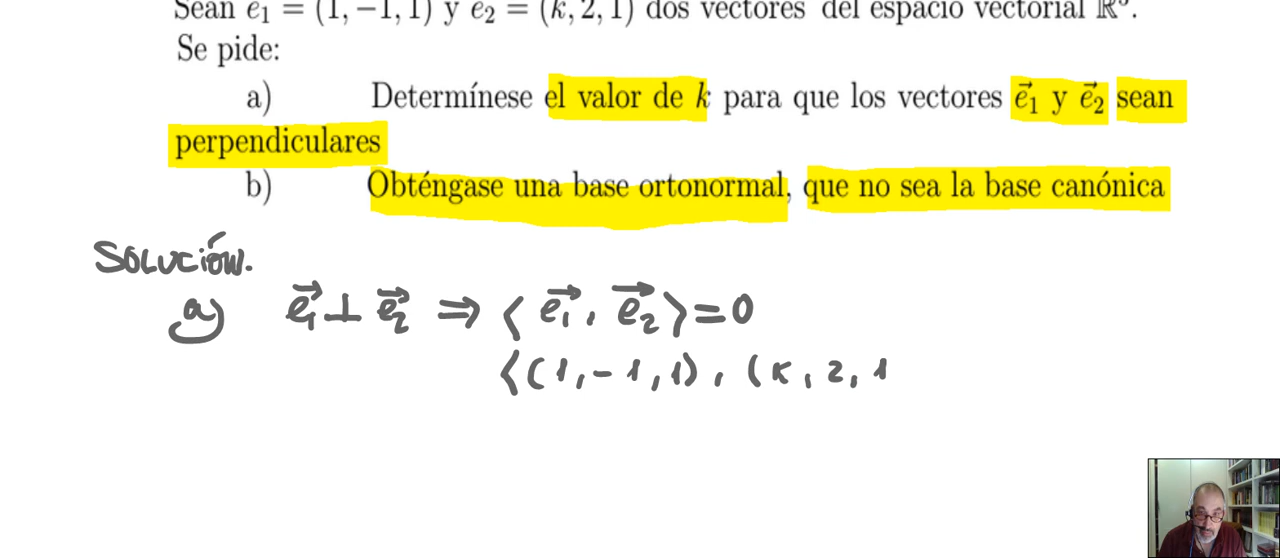 Sean e⃗₁ = (1, −1, 1) y e⃗₂ = (k, 2, 1) dos vectores del espacio vectorial ℝ³.
Se pide:
a) Determínese el valor de k para que los vectores e⃗₁ y e⃗₂ sean
perpendiculares
b) Obténgase una base ortonormal, que no sea la base canónica
SOLUCIÓN.
a) e⃗₁ ⊥ e⃗₂ ⇒ ⟨ e⃗₁, e⃗₂ ⟩ = 0
⟨(1, −1, 1), (k, 2, 1